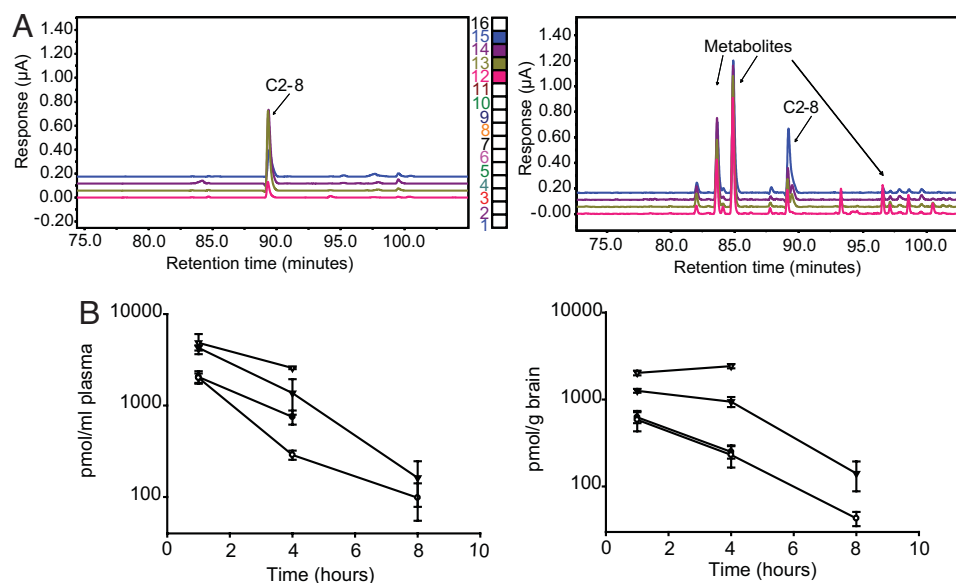 A
Response (µA)
1.40
1.20
1.00
0.80
0.60
0.40
0.20
0.00
-0.20
C2-8
75.0 80.0 85.0 90.0 95.0 100.0
Retention time (minutes)
16
15
14
13
12
11
10
9
8
7
6
5
4
3
2
1
Response (µA)
1.40
1.20
1.00
0.80
0.60
0.40
0.20
-0.00
Metabolites
C2-8
75.0 80.0 85.0 90.0 95.0 100.0
Retention time (minutes)
B
pmol/ml plasma
10000
1000
100
0 2 4 6 8 10
Time (hours)
pmol/g brain
10000
1000
100
0 2 4 6 8 10
Time (hours)